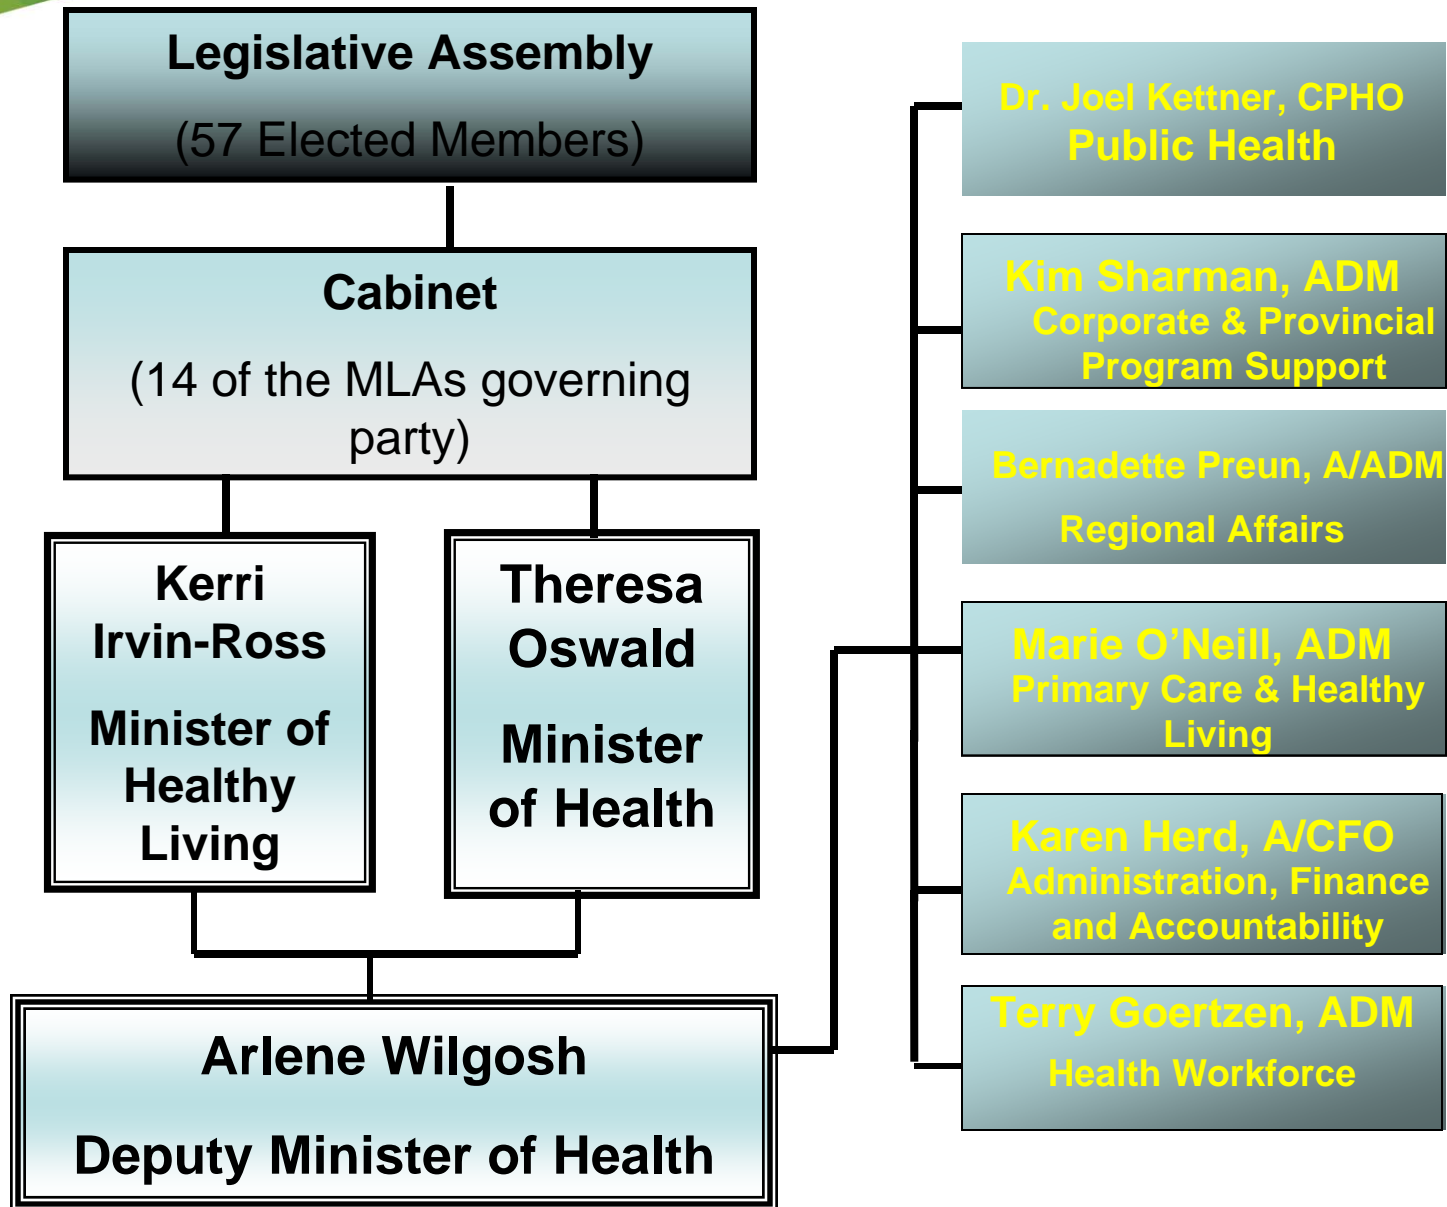 Legislative Assembly
(57 Elected Members)
Cabinet
(14 of the MLAs governing
party)
Kerri
Irvin-Ross
Minister of
Healthy
Living
Theresa
Oswald
Minister
of Health
Arlene Wilgosh
Deputy Minister of Health
Dr. Joel Kettner, CPHO
Public Health
Kim Sharman, ADM
Corporate & Provincial
Program Support
Bernadette Preun, A/ADM
Regional Affairs
Marie O’Neill, ADM
Primary Care & Healthy
Living
Karen Herd, A/CFO
Administration, Finance
and Accountability
Terry Goertzen, ADM
Health Workforce